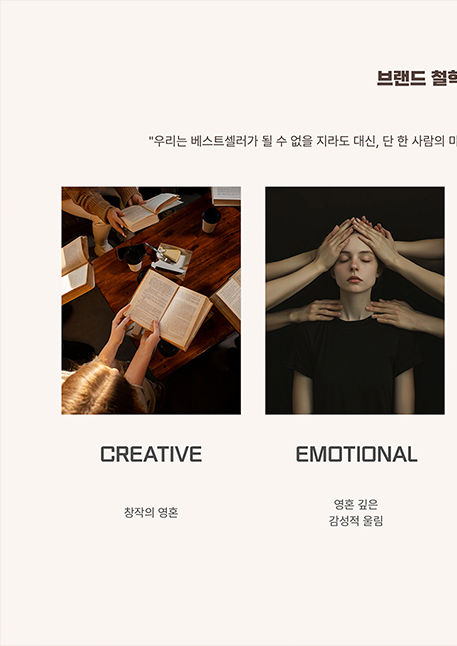 브랜드 철학
"우리는 베스트셀러가 될 수 없을 지라도 대신, 단 한 사람의
CREATIVE
EMOTIONAL
창작의 영혼
영혼 깊은
감성적 울림